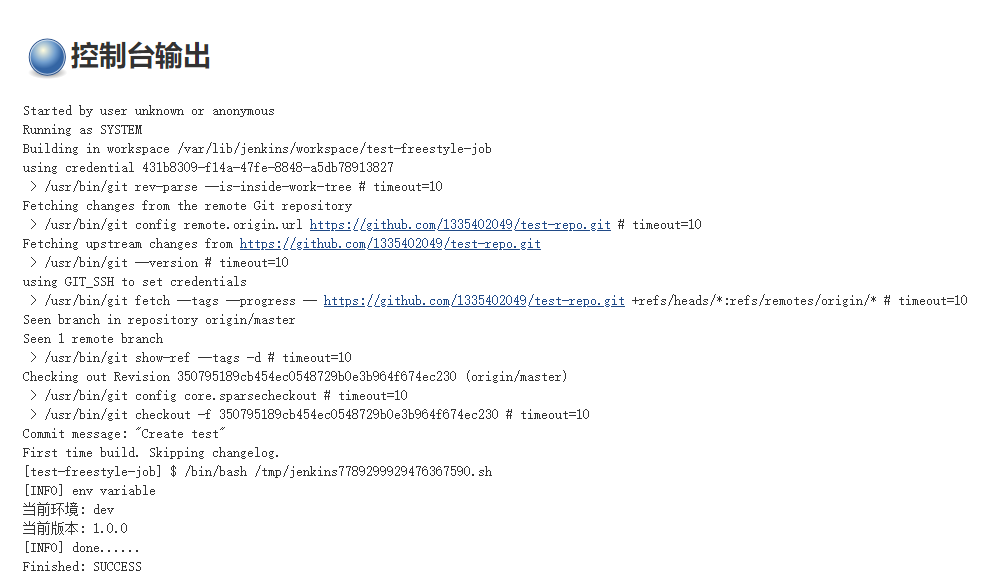 控制台输出
Started by user unknown or anonymous
Running as SYSTEM
Building in workspace /var/lib/jenkins/workspace/test-freestyle-job
using credential 431b8309-f14a-47fe-8848-a5db78913827
 > /usr/bin/git rev-parse --is-inside-work-tree # timeout=10
Fetching changes from the remote Git repository
 > /usr/bin/git config remote.origin.url https://github.com/1335402049/test-repo.git # timeout=10
Fetching upstream changes from https://github.com/1335402049/test-repo.git
 > /usr/bin/git --version # timeout=10
using GIT_SSH to set credentials
 > /usr/bin/git fetch --tags --progress -- https://github.com/1335402049/test-repo.git +refs/heads/*:refs/remotes/origin/* # timeout=10
Seen branch in repository origin/master
Seen 1 remote branch
 > /usr/bin/git show-ref --tags -d # timeout=10
Checking out Revision 350795189cb454ec0548729b0e3b964f674ec230 (origin/master)
 > /usr/bin/git config core.sparsecheckout # timeout=10
 > /usr/bin/git checkout -f 350795189cb454ec0548729b0e3b964f674ec230 # timeout=10
Commit message: "Create test"
First time build. Skipping changelog.
[test-freestyle-job] $ /bin/bash /tmp/jenkins7789299929476367590.sh
[INFO] env variable
当前环境: dev
当前版本: 1.0.0
[INFO] done......
Finished: SUCCESS